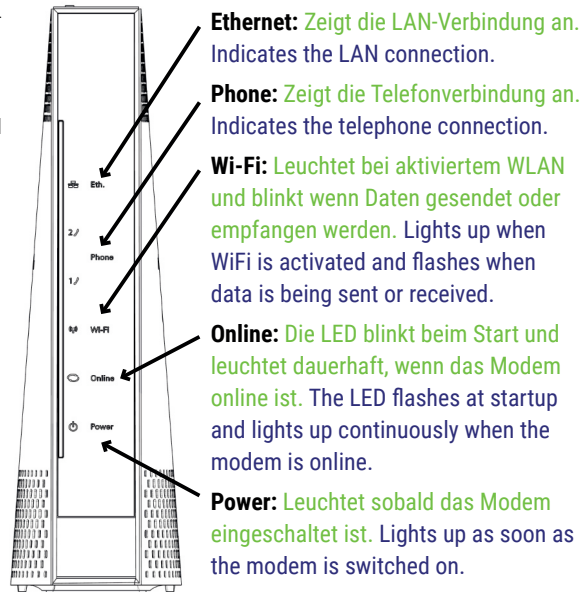 Ethernet: Zeigt die LAN-Verbindung an.
Indicates the LAN connection.
Phone: Zeigt die Telefonverbindung an.
Indicates the telephone connection.
Wi-Fi: Leuchtet bei aktiviertem WLAN
und blinkt wenn Daten gesendet oder
empfangen werden. Lights up when
WiFi is activated and flashes when
data is being sent or received.
Online: Die LED blinkt beim Start und
leuchtet dauerhaft, wenn das Modem
online ist. The LED flashes at startup
and lights up continuously when the
modem is online.
Power: Leuchtet sobald das Modem
eingeschaltet ist. Lights up as soon as
the modem is switched on.
Eth.
2
Phone
1
Wi-Fi
Online
Power